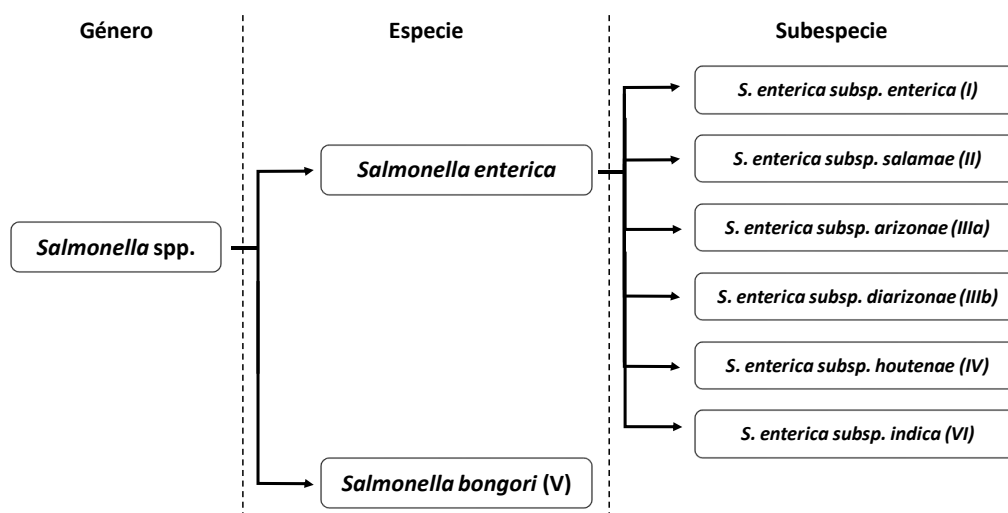 Género
Especie
Subespecie
Salmonella spp.
Salmonella enterica
Salmonella bongori (V)
S. enterica subsp. enterica (I)
S. enterica subsp. salamae (II)
S. enterica subsp. arizonae (IIIa)
S. enterica subsp. diarizonae (IIIb)
S. enterica subsp. houtenae (IV)
S. enterica subsp. indica (VI)